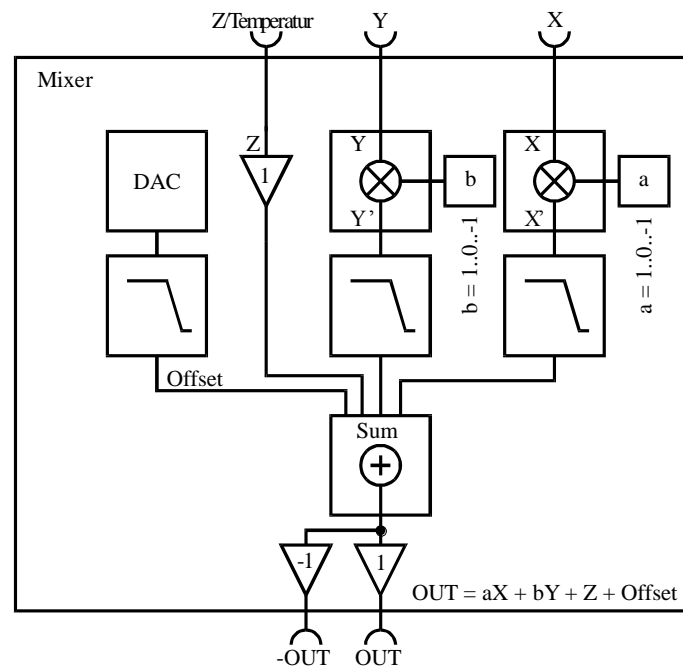 Z/Temperatur
Y
X
Mixer
DAC
Z
1
Y
Y’
b
b = 1..0..-1
X
X’
a
a = 1..0..-1
Offset
Sum
-1
1
OUT = aX + bY + Z + Offset
-OUT
OUT